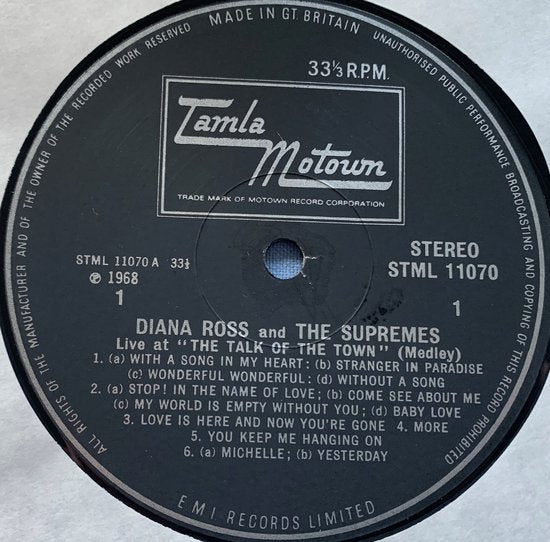 MADE IN GT. BRITAIN
UNAUTHORISED PUBLIC PERFORMANCE BROADCASTING AND COPYING OF THIS RECORD PROHIBITED
ALL RIGHTS OF THE MANUFACTURER AND OF THE OWNER OF THE RECORDED WORK RESERVED
33⅓ R.P.M.
Tamla
Motown
TRADE MARK OF MOTOWN RECORD CORPORATION
STML 11070 A 33⅓
℗ 1968
1
STEREO
STML 11070
1
DIANA ROSS and THE SUPREMES
Live at "THE TALK OF THE TOWN" (Medley)
1. (a) WITH A SONG IN MY HEART: (b) STRANGER IN PARADISE
(c) WONDERFUL WONDERFUL: (d) WITHOUT A SONG
2. (a) STOP! IN THE NAME OF LOVE; (b) COME SEE ABOUT ME
(c) MY WORLD IS EMPTY WITHOUT YOU; (d) BABY LOVE
3. LOVE IS HERE AND NOW YOU'RE GONE 4. MORE
5. YOU KEEP ME HANGING ON
6. (a) MICHELLE; (b) YESTERDAY
EMI RECORDS LIMITED